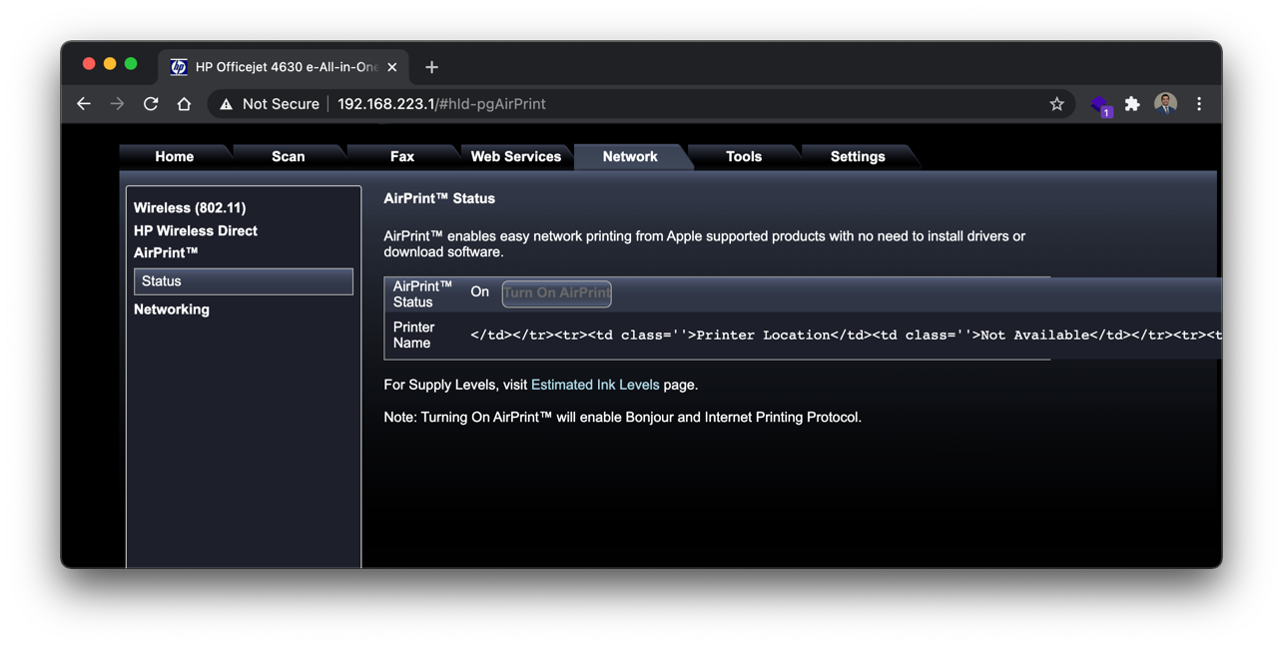 HP Officejet 4630 e-All-in-One
Not Secure 192.168.223.1/#hld-pgAirPrint
1
Home Scan Fax Web Services Network Tools Settings
Wireless (802.11)
HP Wireless Direct
AirPrint™
Status
Networking
AirPrint™ Status
AirPrint™ enables easy network printing from Apple supported products with no need to install drivers or
download software.
AirPrint™
Status
On Turn On AirPrint
Printer
Name
</td></tr><tr><td class=''>Printer Location</td><td class=''>Not Available</td></tr><tr><t
For Supply Levels, visit Estimated Ink Levels page.
Note: Turning On AirPrint™ will enable Bonjour and Internet Printing Protocol.